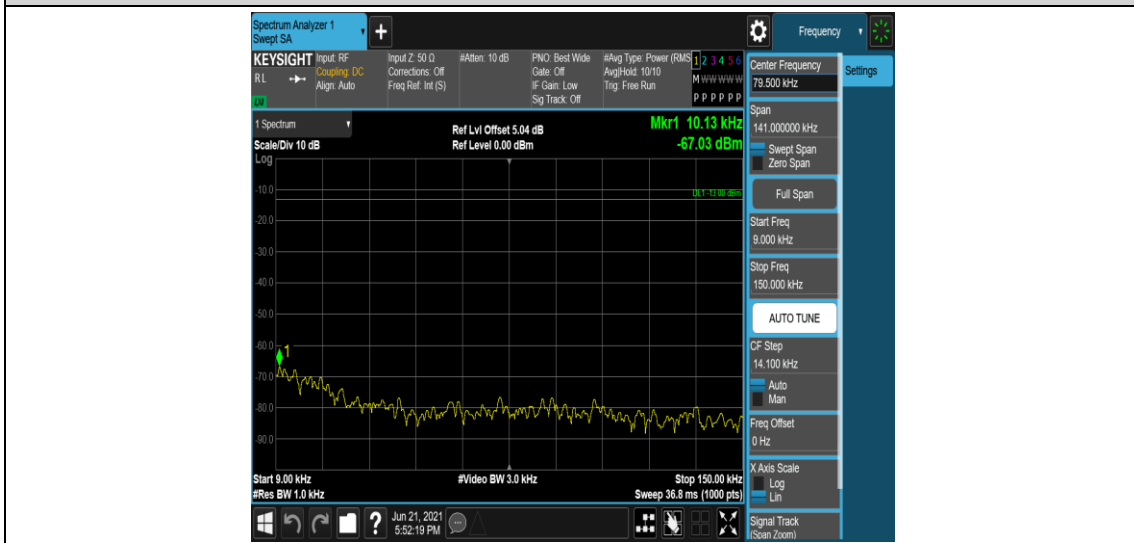 Spectrum Analyzer 1
Swept SA
+
Frequency
KEYSIGHT
RL
LXI
Input: RF
Coupling: DC
Align: Auto
Input Z: 50 Ω
Corrections: Off
Freq Ref: Int (S)
#Atten: 10 dB
PNO: Best Wide
Gate: Off
IF Gain: Low
Sig Track: Off
#Avg Type: Power (RMS
Avg|Hold: 10/10
Trig: Free Run
1 2 3 4 5 6
M W W W W W
P P P P P P
1 Spectrum
Scale/Div 10 dB
Ref Lvl Offset 5.04 dB
Ref Level 0.00 dBm
Mkr1 10.13 kHz
-67.03 dBm
Log
DL1 -13.00 dBm
-10.0
-20.0
-30.0
-40.0
-50.0
-60.0
1
-70.0
-80.0
-90.0
Start 9.00 kHz
#Res BW 1.0 kHz
#Video BW 3.0 kHz
Stop 150.00 kHz
Sweep 36.8 ms (1000 pts)
?
Jun 21, 2021
5:52:19 PM
Center Frequency
79.500 kHz
Settings
Span
141.000000 kHz
Swept Span
Zero Span
Full Span
Start Freq
9.000 kHz
Stop Freq
150.000 kHz
AUTO TUNE
CF Step
14.100 kHz
Auto
Man
Freq Offset
0 Hz
X Axis Scale
Log
Lin
Signal Track
(Span Zoom)